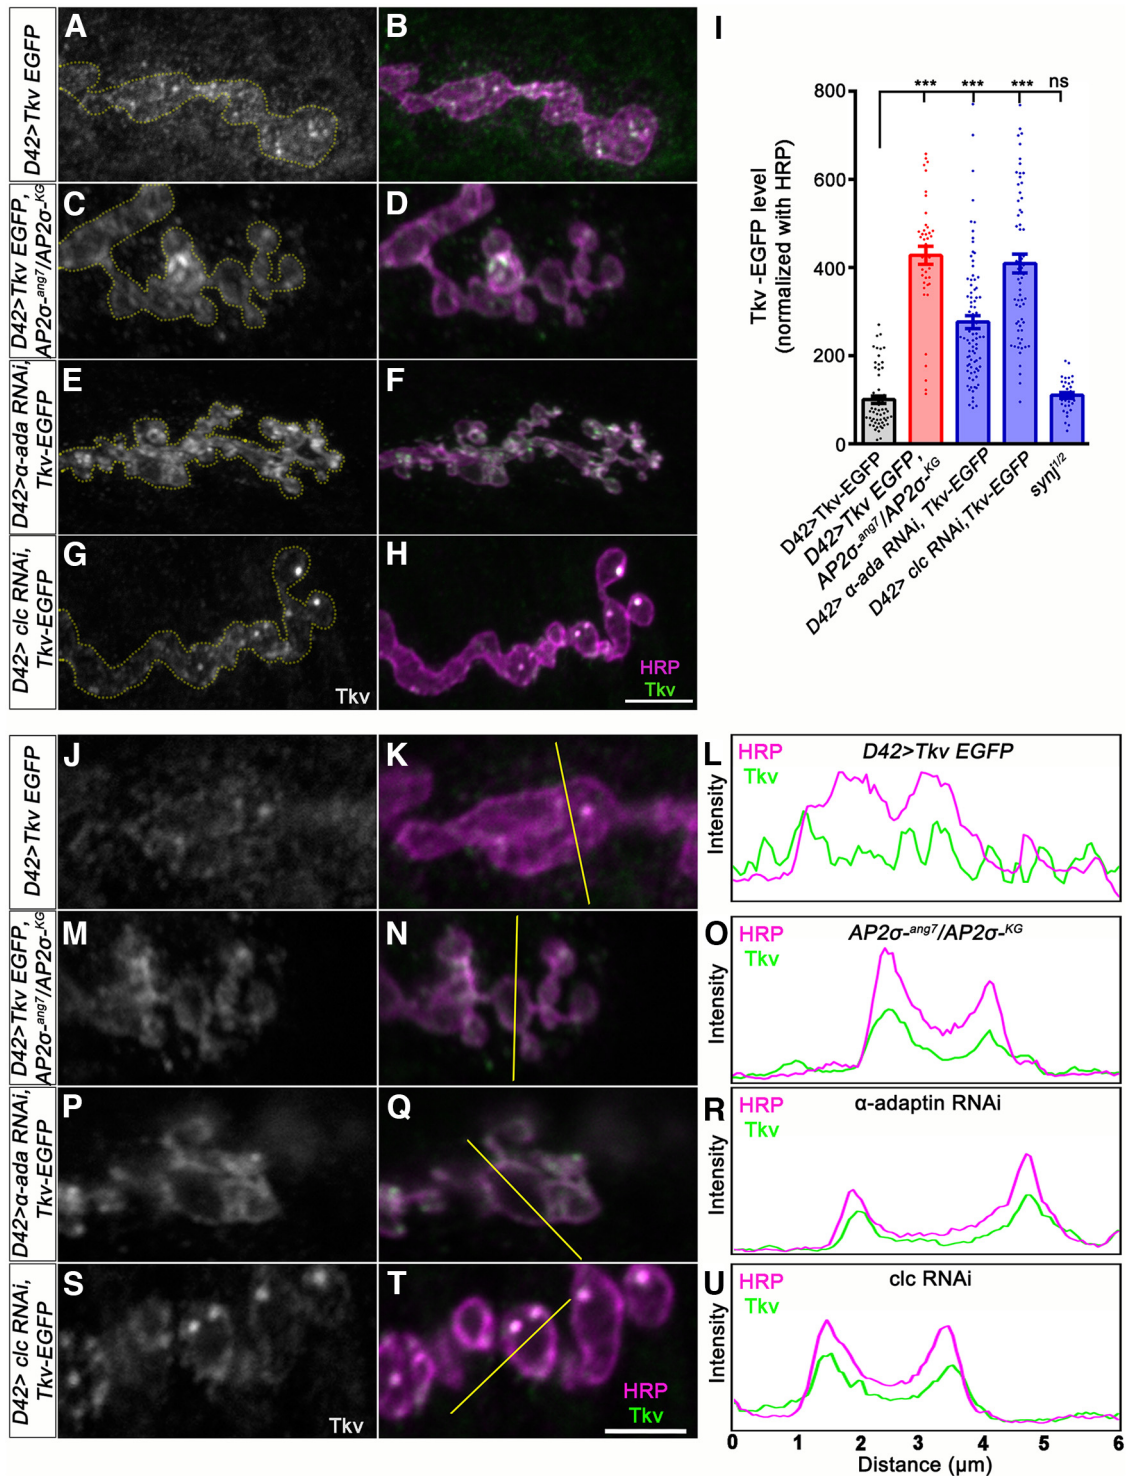 D42>Tkv EGFP
A
B
D42>Tkv EGFP,
AP2σ-ang7/AP2σ-KG
C
D
D42>α-ada RNAi,
Tkv-EGFP
E
F
D42> clc RNAi,
Tkv-EGFP
G
Tkv
H
HRP
Tkv
I
*** *** *** ns
Tkv -EGFP level
(normalized with HRP)
800
600
400
200
0
D42>Tkv-EGFP
D42>Tkv EGFP,
AP2σ-ang7/AP2σ-KG
D42> α-ada RNAi, Tkv-EGFP
D42> clc RNAi,Tkv-EGFP
synj1/2
D42>Tkv EGFP
J
K
L
HRP
Tkv
D42>Tkv EGFP
Intensity
D42>Tkv EGFP,
AP2σ-ang7/AP2σ-KG
M
N
O
HRP
Tkv
AP2σ-ang7/AP2σ-KG
Intensity
D42>α-ada RNAi,
Tkv-EGFP
P
Q
R
HRP
Tkv
α-adaptin RNAi
Intensity
D42> clc RNAi,
Tkv-EGFP
S
Tkv
T
HRP
Tkv
U
HRP
Tkv
clc RNAi
Intensity
0 1 2 3 4 5 6
Distance (µm)